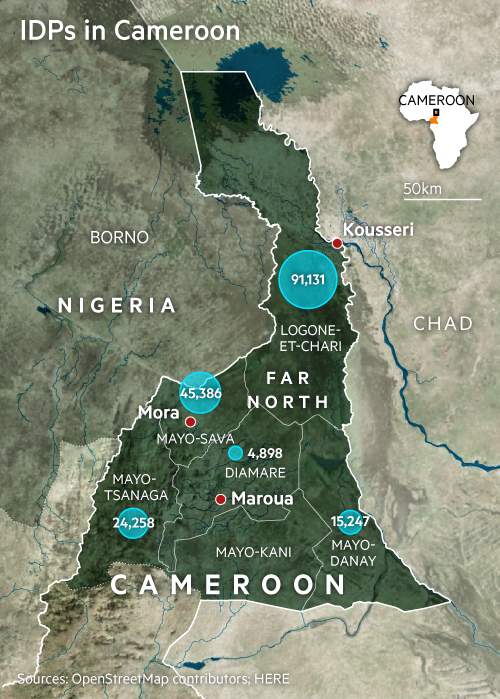 IDPs in Cameroon
CAMEROON
50km
Kousseri
BORNO
91,131
NIGERIA
CHAD
LOGONE-
ET-CHARI
FAR
NORTH
45,386
Mora
MAYO-SAVA
4,898
DIAMARE
MAYO-
TSANAGA
Maroua
24,258
15,247
MAYO-KANI
MAYO-
DANAY
CAMEROON
Sources: OpenStreetMap contributors; HERE